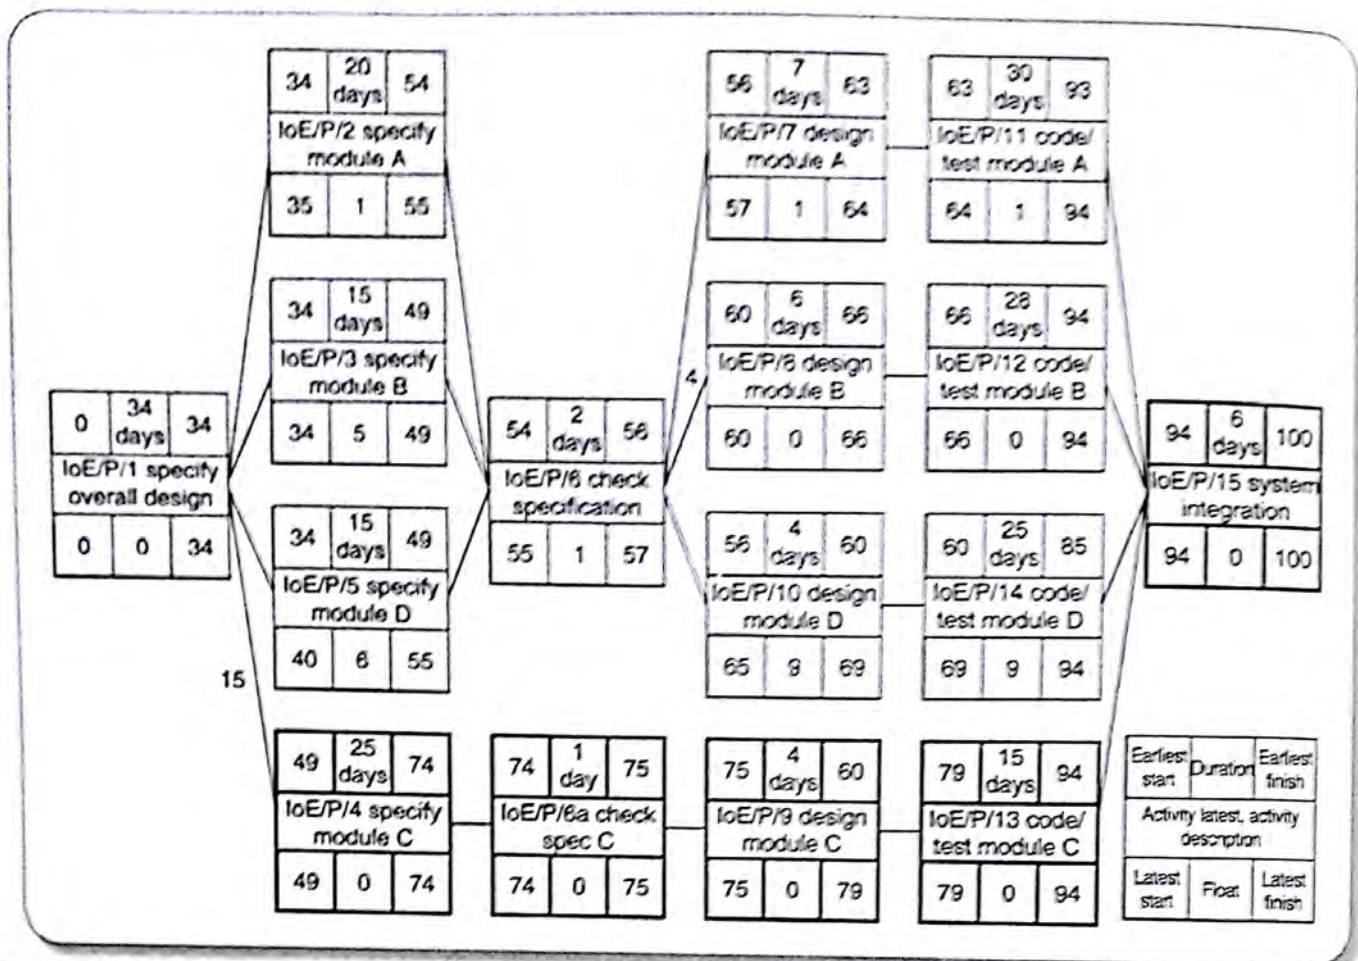 34 20 days 54
IoE/P/2 specify
module A
35 1 55
34 15 days 49
IoE/P/3 specify
module B
34 5 49
0 34 days 34
IoE/P/1 specify
overall design
0 0 34
34 15 days 49
IoE/P/5 specify
module D
40 6 55
15
49 25 days 74
IoE/P/4 specify
module C
49 0 74
54 2 days 56
IoE/P/6 check
specification
55 1 57
74 1 day 75
IoE/P/6a check
spec C
74 0 75
56 7 days 63
IoE/P/7 design
module A
57 1 64
4
60 6 days 66
IoE/P/8 design
module B
60 0 66
56 4 days 60
IoE/P/10 design
module D
65 9 69
75 4 days 60
IoE/P/9 design
module C
75 0 79
63 30 days 93
IoE/P/11 code/
test module A
64 1 94
66 28 days 94
IoE/P/12 code/
test module B
66 0 94
60 25 days 85
IoE/P/14 code/
test module D
69 9 94
79 15 days 94
IoE/P/13 code/
test module C
79 0 94
94 6 days 100
IoE/P/15 system
integration
94 0 100
Earliest start Duration Earliest finish
Activity latest, activity
description
Latest start Float Latest finish